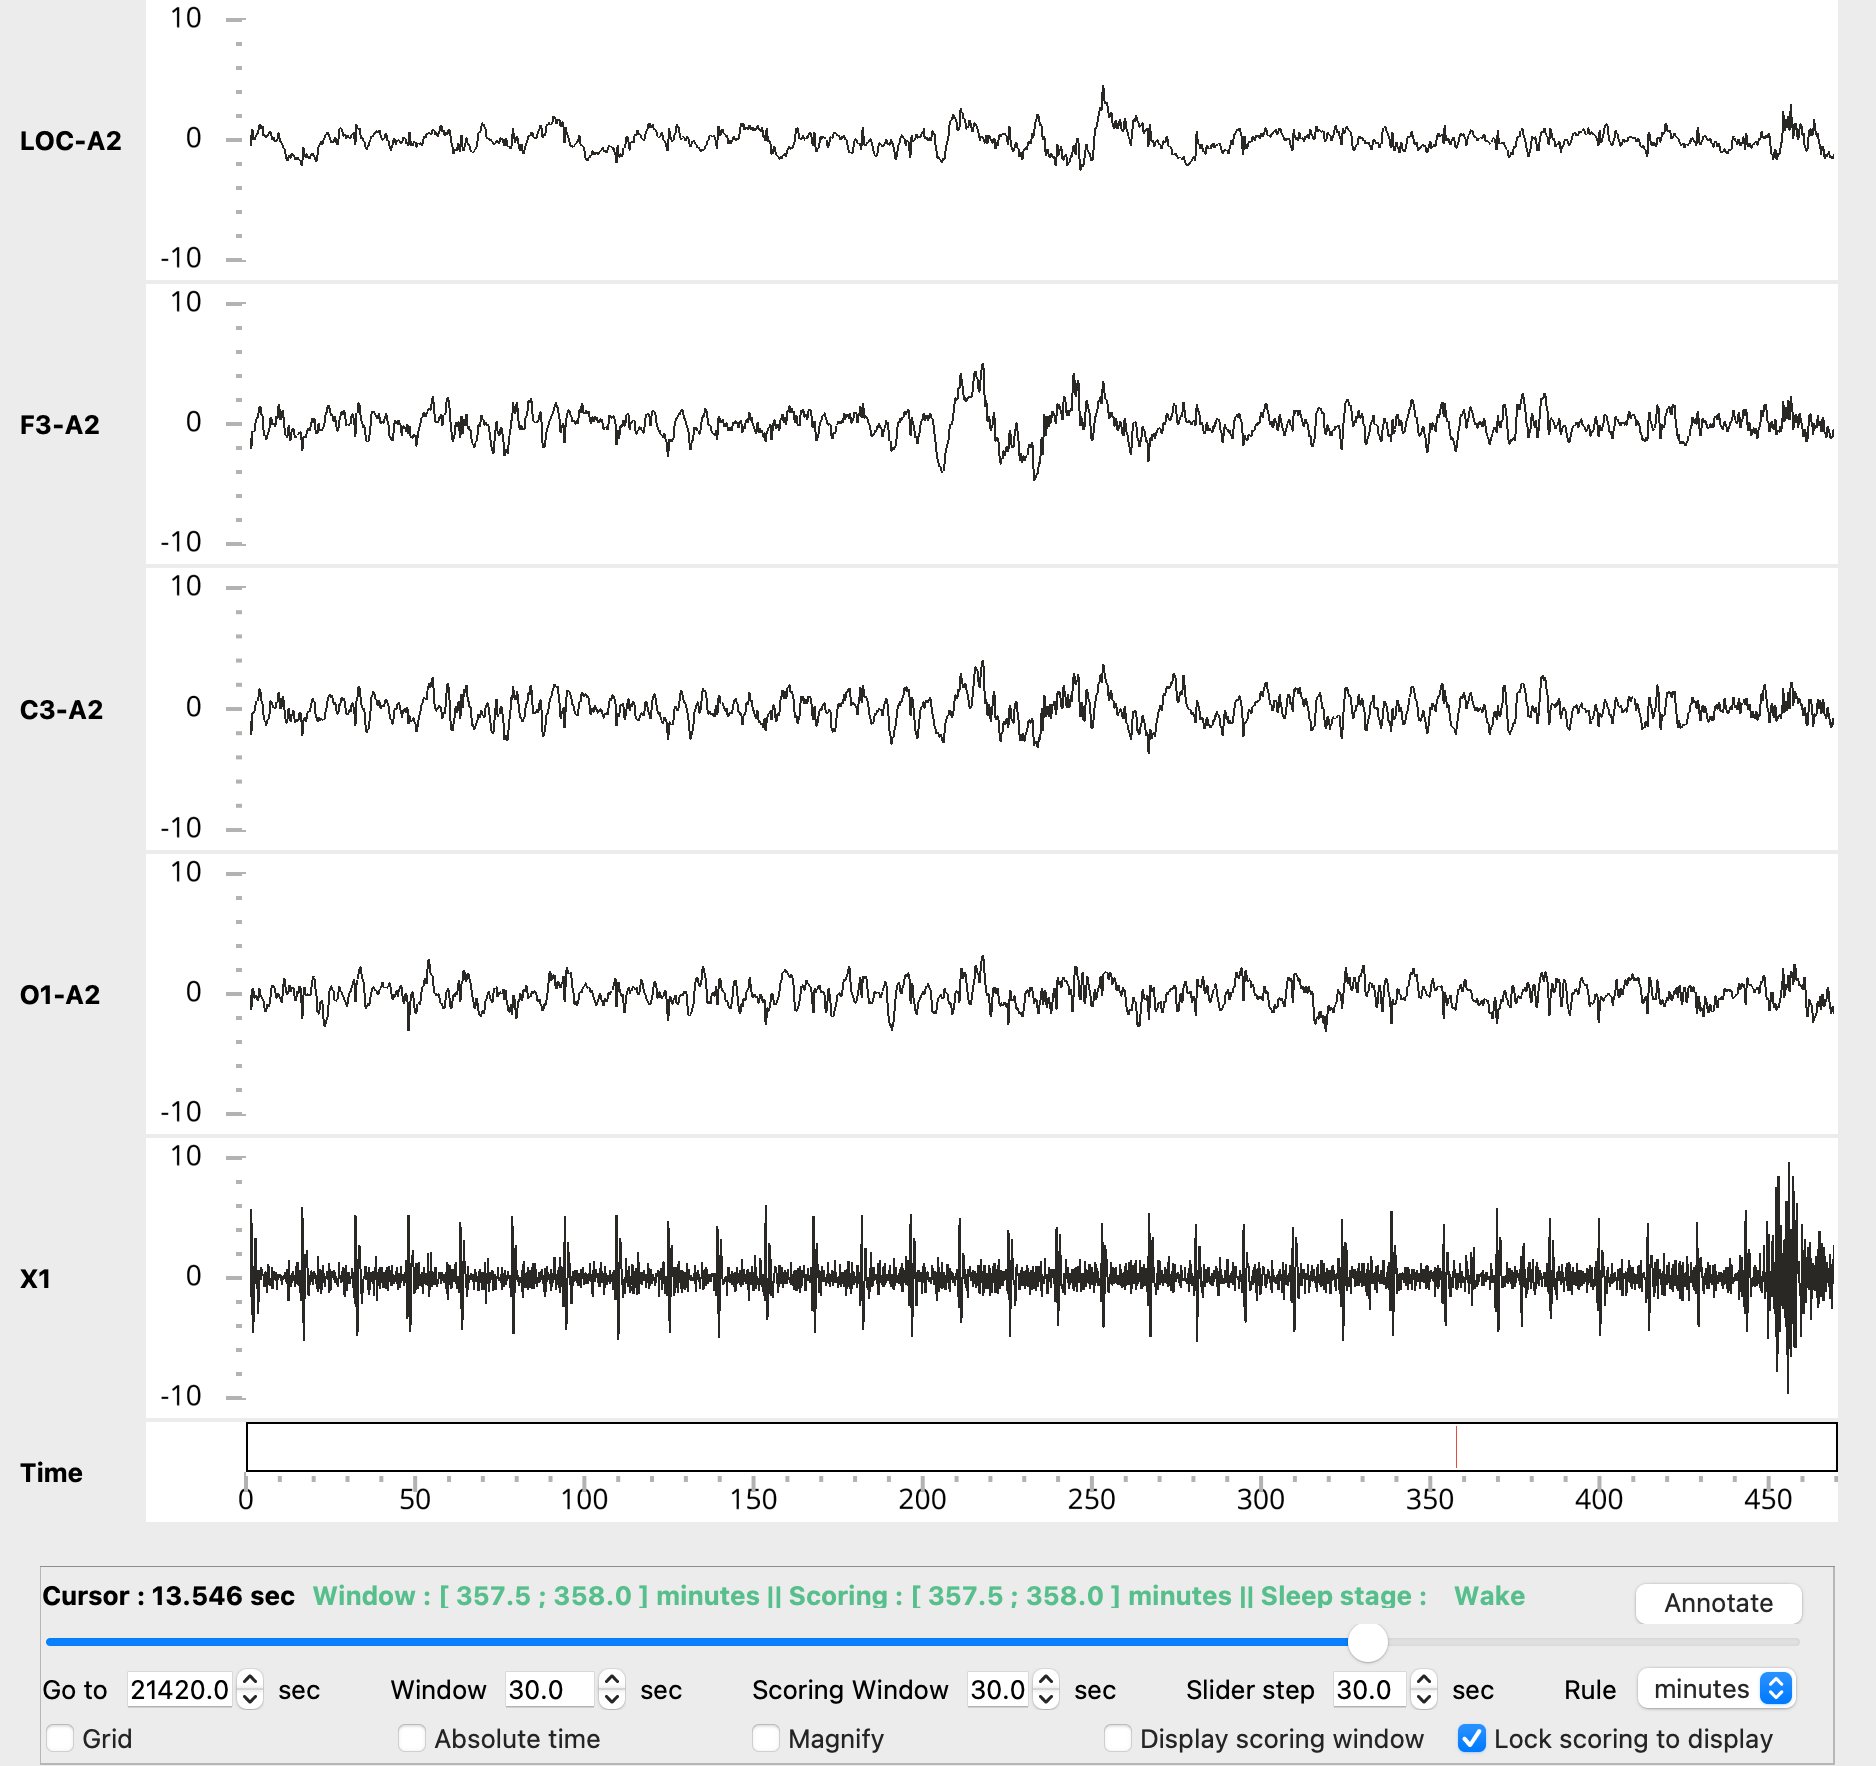 10
LOC-A2
0
-10
10
F3-A2
0
-10
10
C3-A2
0
-10
10
O1-A2
0
-10
10
X1
0
-10
Time
0 50 100 150 200 250 300 350 400 450
Cursor : 13.546 sec Window : [ 357.5 ; 358.0 ] minutes || Scoring : [ 357.5 ; 358.0 ] minutes || Sleep stage : Wake
Annotate
Go to 21420.0 sec Window 30.0 sec Scoring Window 30.0 sec Slider step 30.0 sec Rule minutes
Grid Absolute time Magnify Display scoring window Lock scoring to display